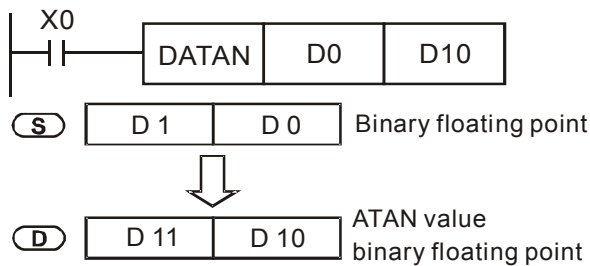 X0
DATAN D0 D10
S D 1 D 0 Binary floating point
D D 11 D 10 ATAN value
binary floating point